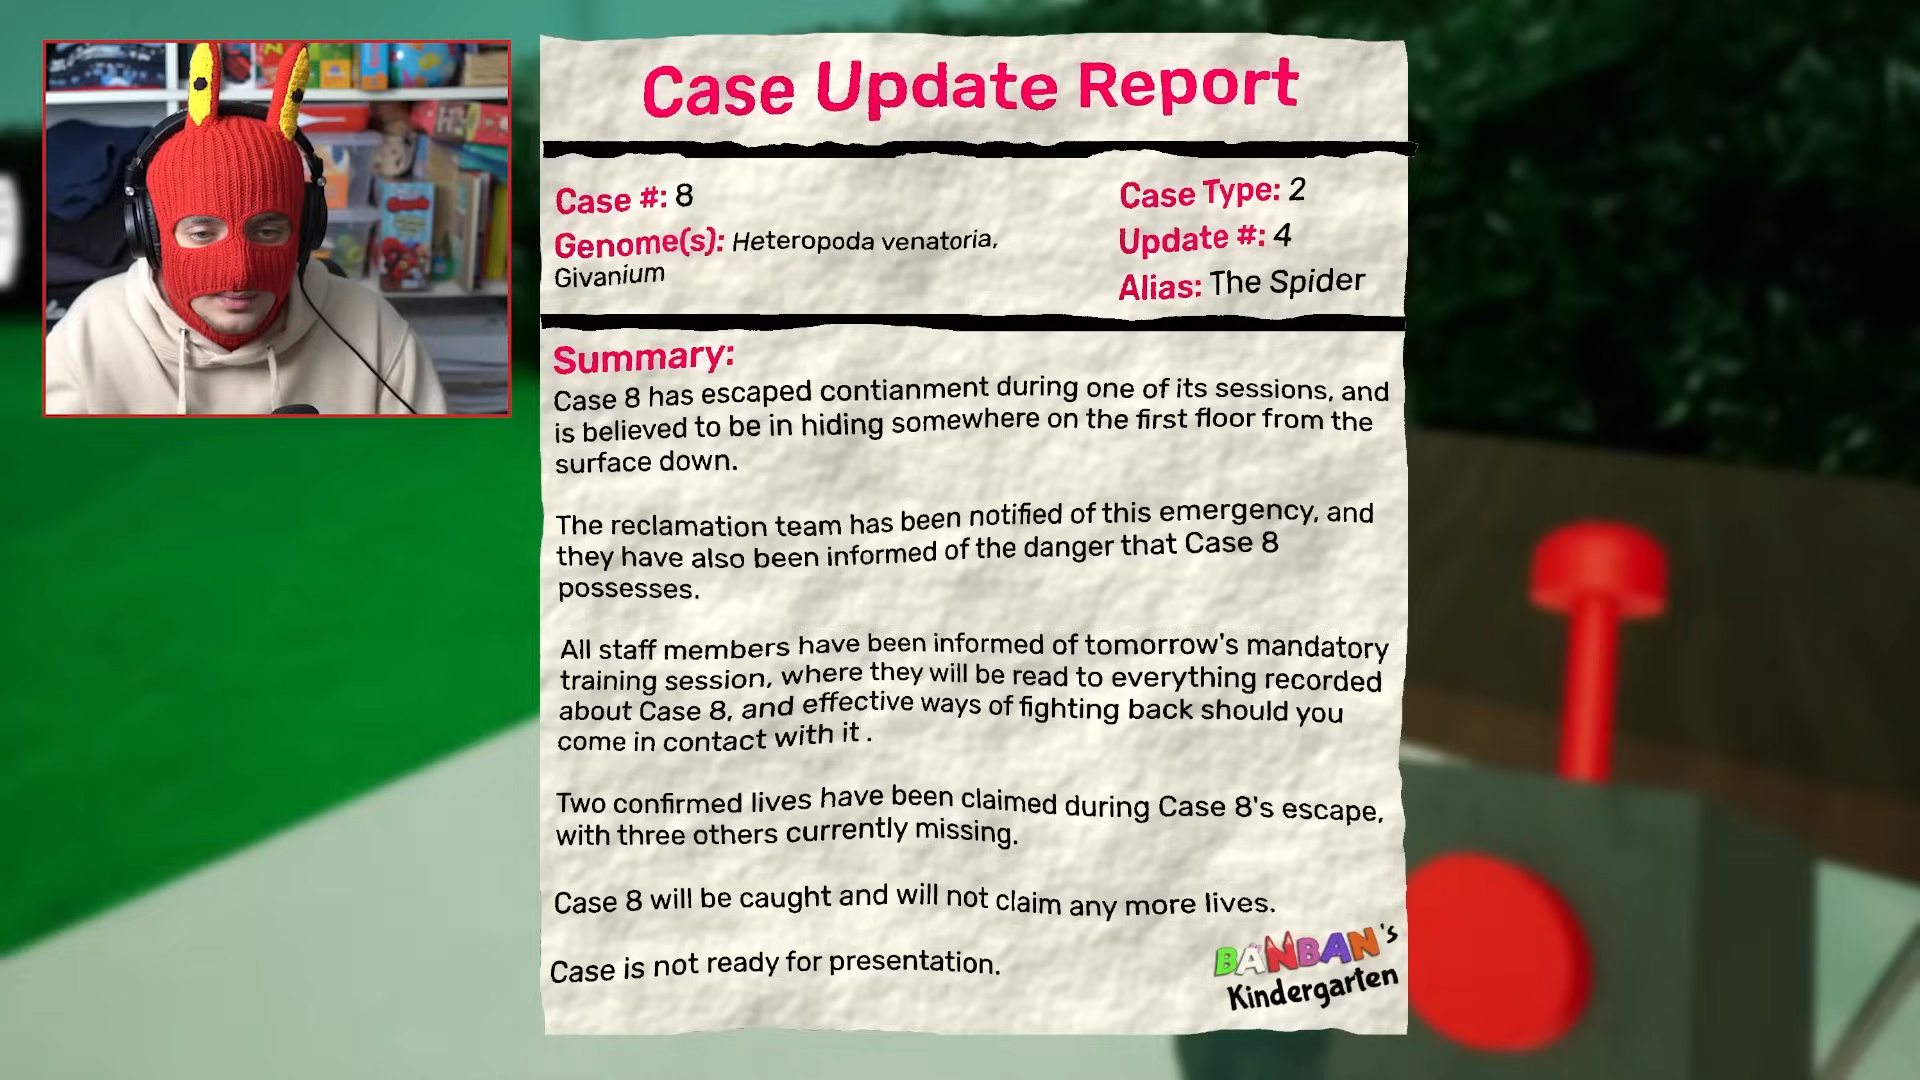 Case Update Report
Case #: 8
Genome(s): Heteropoda venatoria,
Givanium
Case Type: 2
Update #: 4
Alias: The Spider
Summary:
Case 8 has escaped contianment during one of its sessions, and
is believed to be in hiding somewhere on the first floor from the
surface down.
The reclamation team has been notified of this emergency, and
they have also been informed of the danger that Case 8
possesses.
All staff members have been informed of tomorrow's mandatory
training session, where they will be read to everything recorded
about Case 8, and effective ways of fighting back should you
come in contact with it .
Two confirmed lives have been claimed during Case 8's escape,
with three others currently missing.
Case 8 will be caught and will not claim any more lives.
Case is not ready for presentation.
BANBAN's
Kindergarten